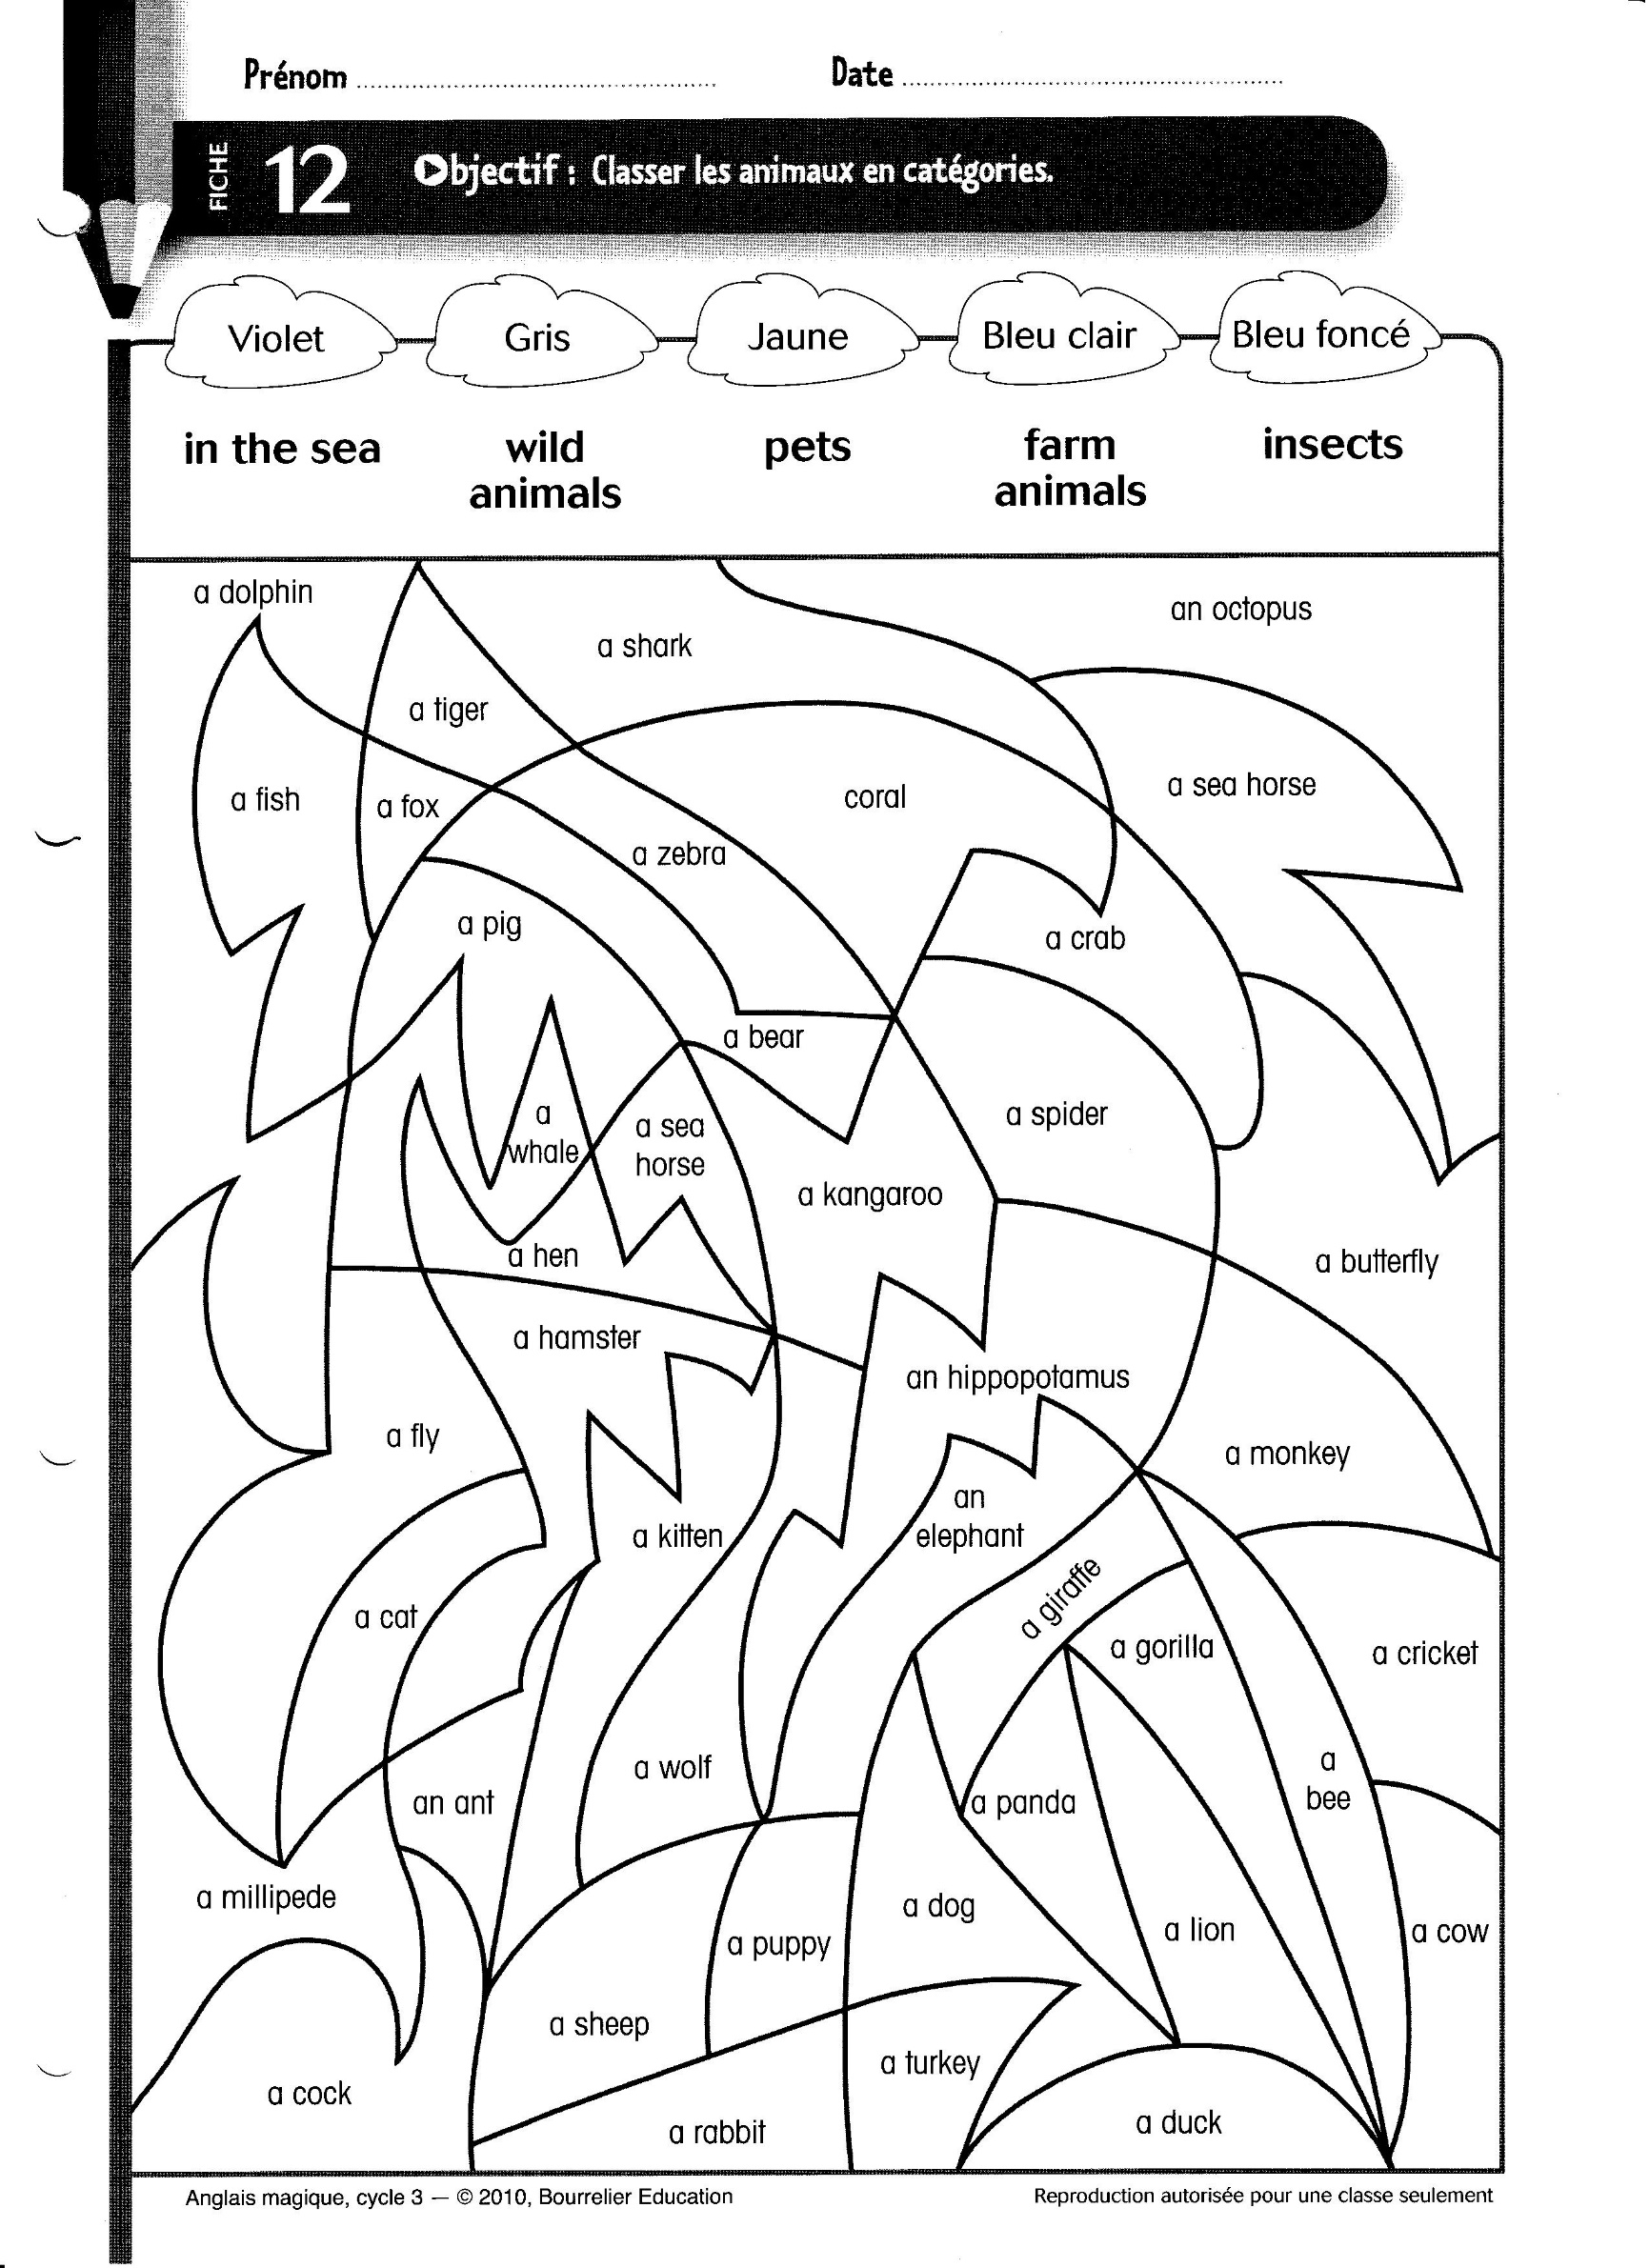 Prénom
Date
FICHE 12 Objectif : Classer les animaux en catégories.
Violet Gris Jaune Bleu clair Bleu foncé
in the sea
wild
animals
pets
farm
animals
insects
a dolphin
an octopus
a shark
a tiger
a sea horse
a fish
a fox
coral
a zebra
a pig
a crab
a bear
a
whale
a sea
horse
a spider
a kangaroo
a hen
a butterfly
a hamster
an hippopotamus
a fly
a monkey
an
elephant
a kitten
a giraffe
a cat
a gorilla
a cricket
a wolf
a
bee
an ant
a panda
a millipede
a dog
a puppy
a lion
a cow
a sheep
a turkey
a cock
a rabbit
a duck
Anglais magique, cycle 3 — © 2010, Bourrelier Education
Reproduction autorisée pour une classe seulement